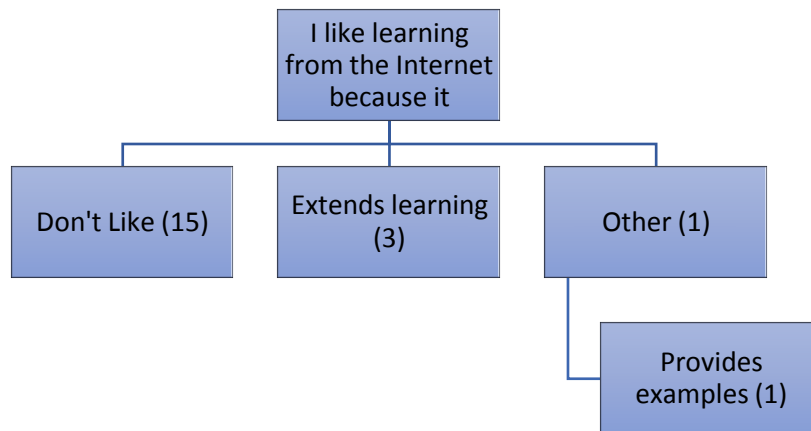 I like learning
from the Internet
because it
Don't Like (15)
Extends learning
(3)
Other (1)
Provides
examples (1)